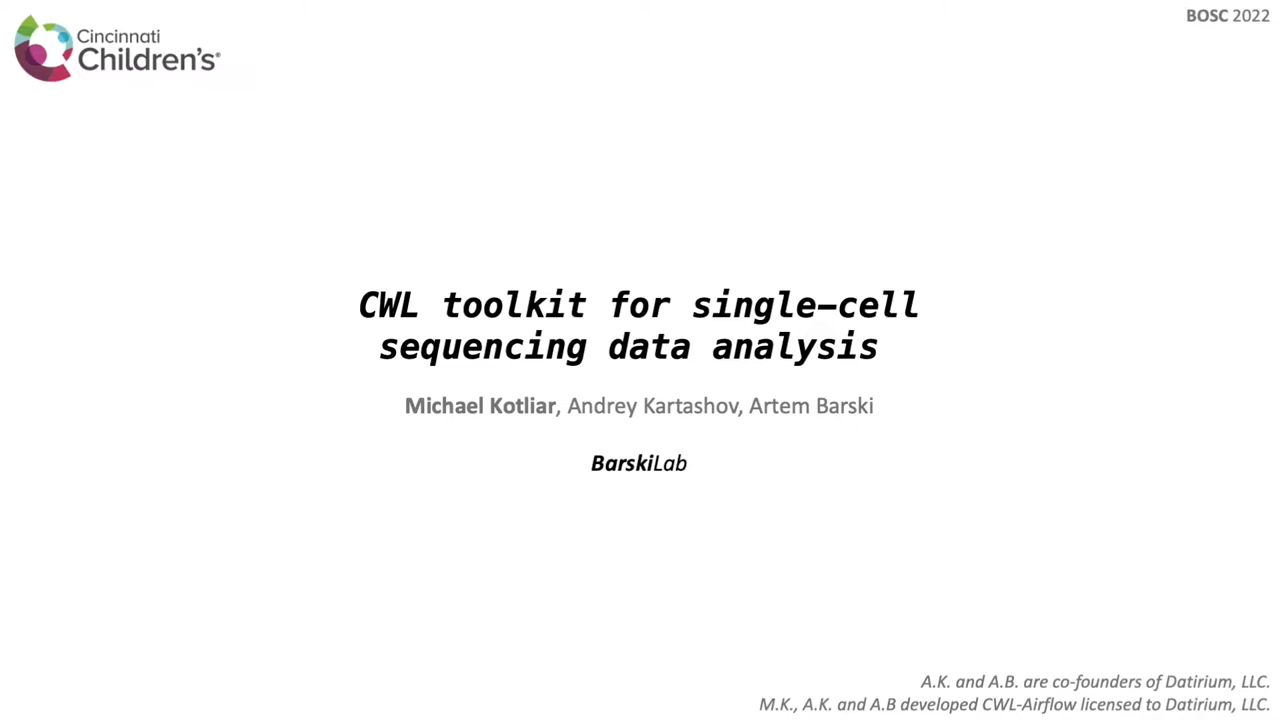 Cincinnati
Children's®
BOSC 2022
CWL toolkit for single-cell
sequencing data analysis
Michael Kotliar, Andrey Kartashov, Artem Barski
BarskiLab
A.K. and A.B. are co-founders of Datirium, LLC.
M.K., A.K. and A.B developed CWL-Airflow licensed to Datirium, LLC.